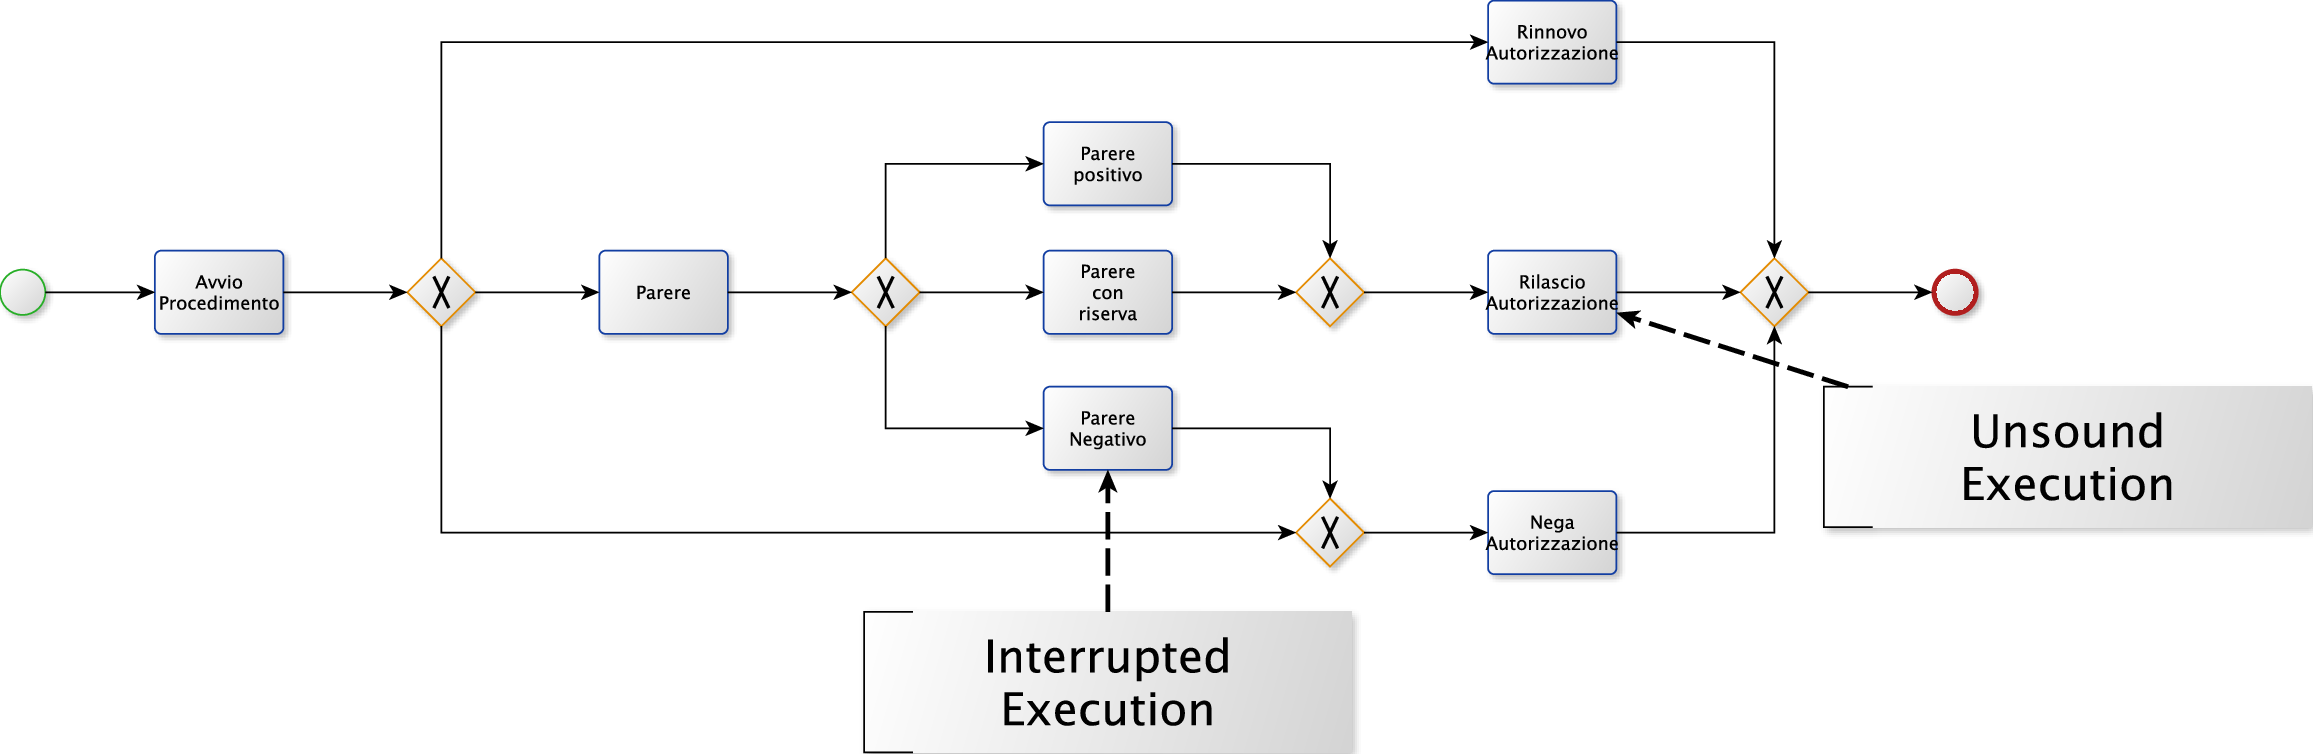 Rinnovo
Autorizzazione
Parere
positivo
Avvio
Procedimento
X
Parere
X
Parere
con
riserva
X
Rilascio
Autorizzazione
X
Parere
Negativo
Unsound
Execution
X
Nega
Autorizzazione
Interrupted
Execution